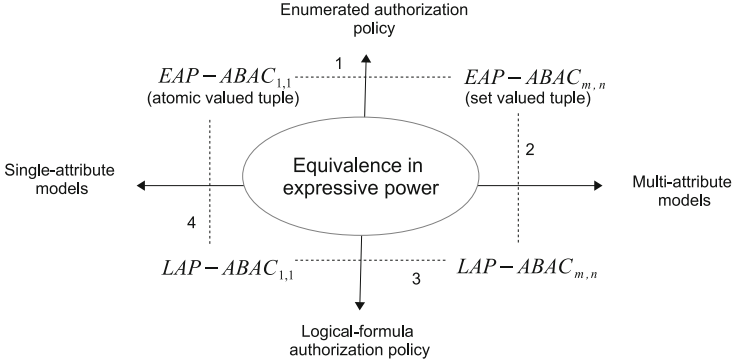 Enumerated authorization
policy
1
EAP − ABAC1,1
EAP − ABACm,n
(atomic valued tuple)
(set valued tuple)
2
Equivalence in
expressive power
Single-attribute
models
Multi-attribute
models
4
LAP − ABAC1,1
3
LAP − ABACm,n
Logical-formula
authorization policy